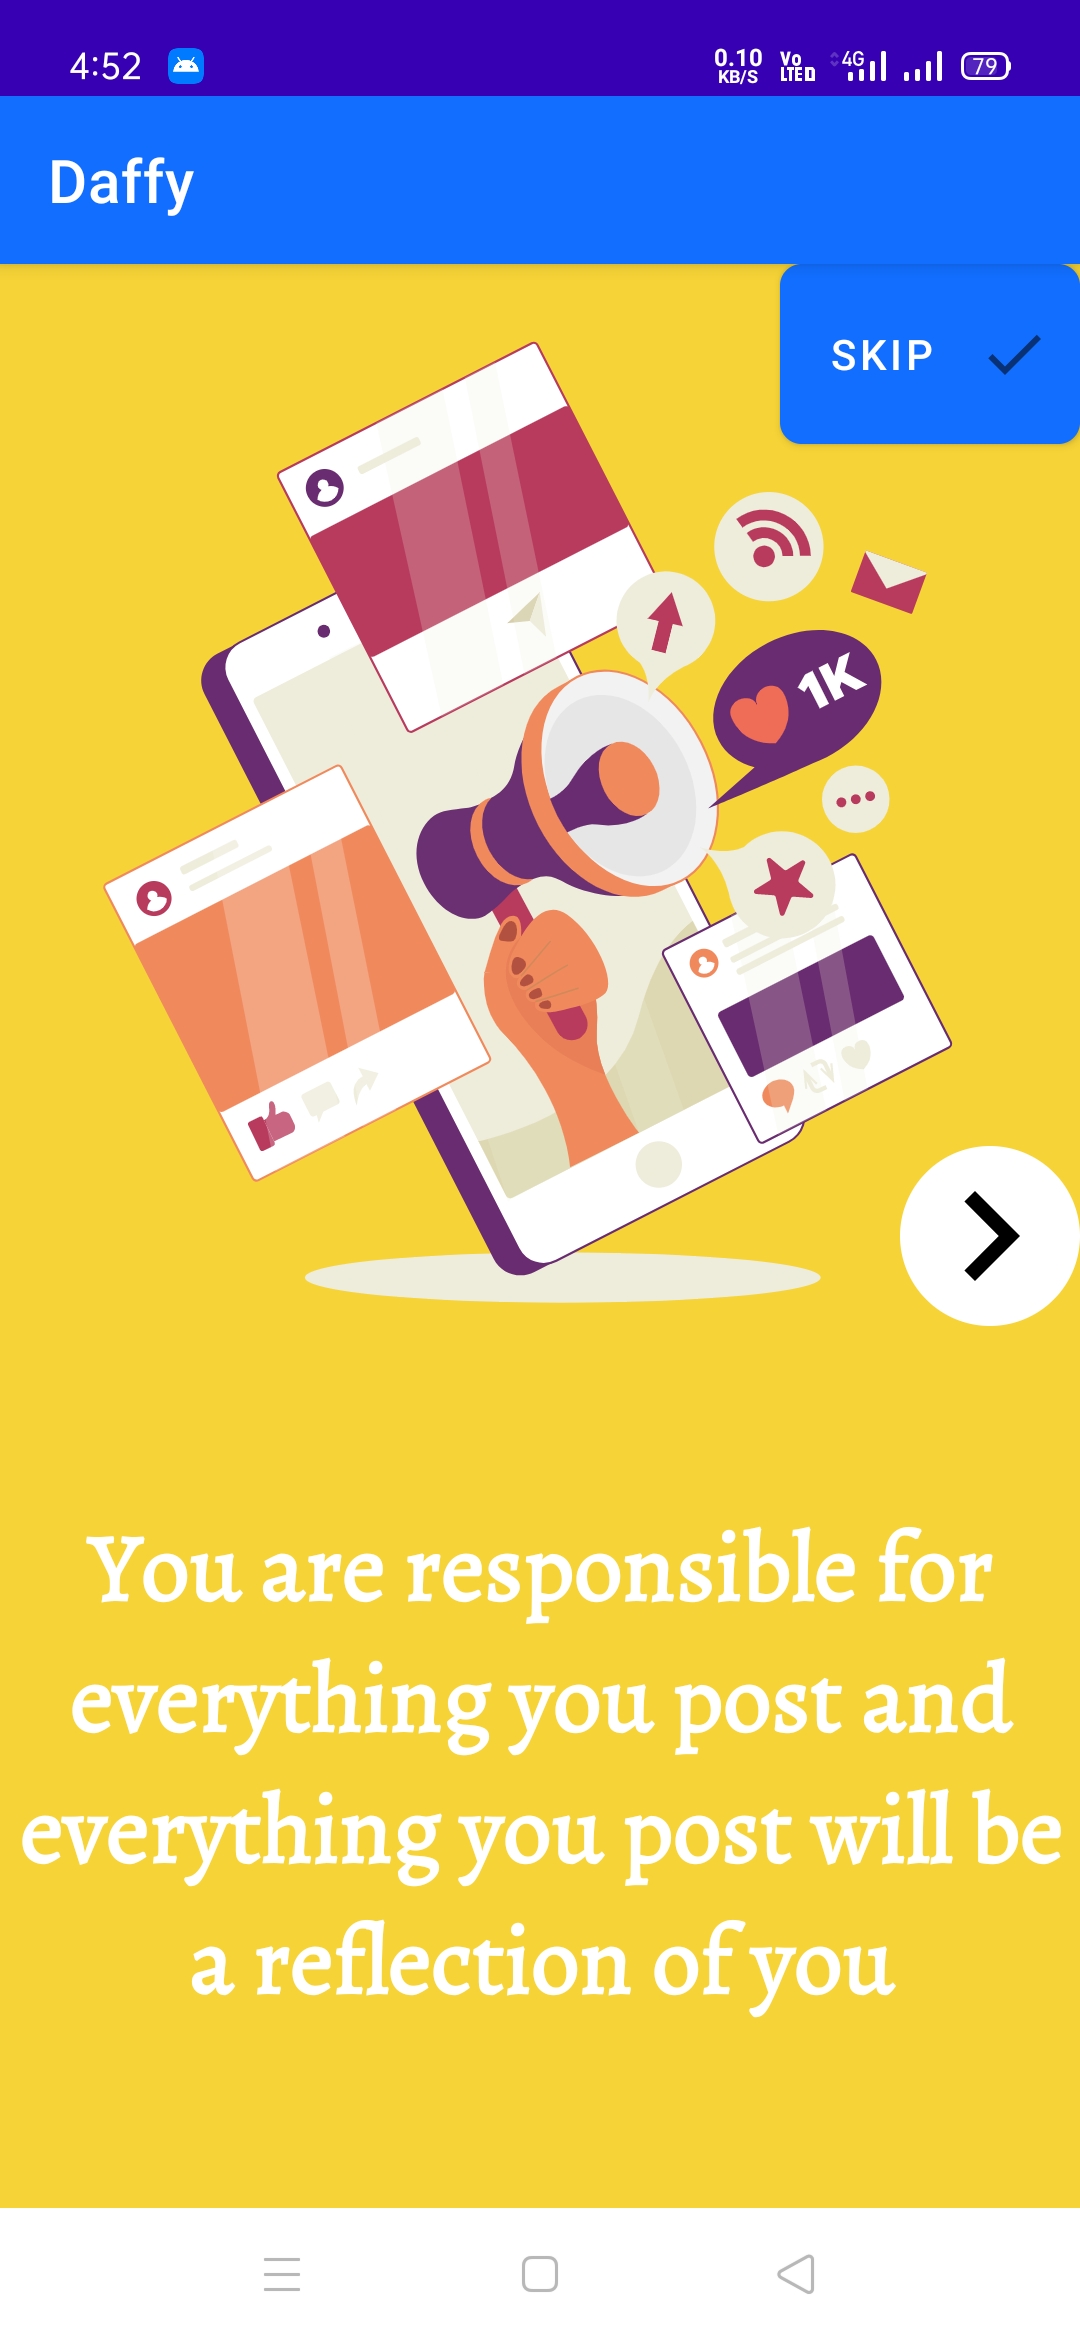 4:52
0.10
KB/S
Vo
LTE D
4G
79
Daffy
SKIP
1K
You are responsible for
everything you post and
everything you post will be
a reflection of you